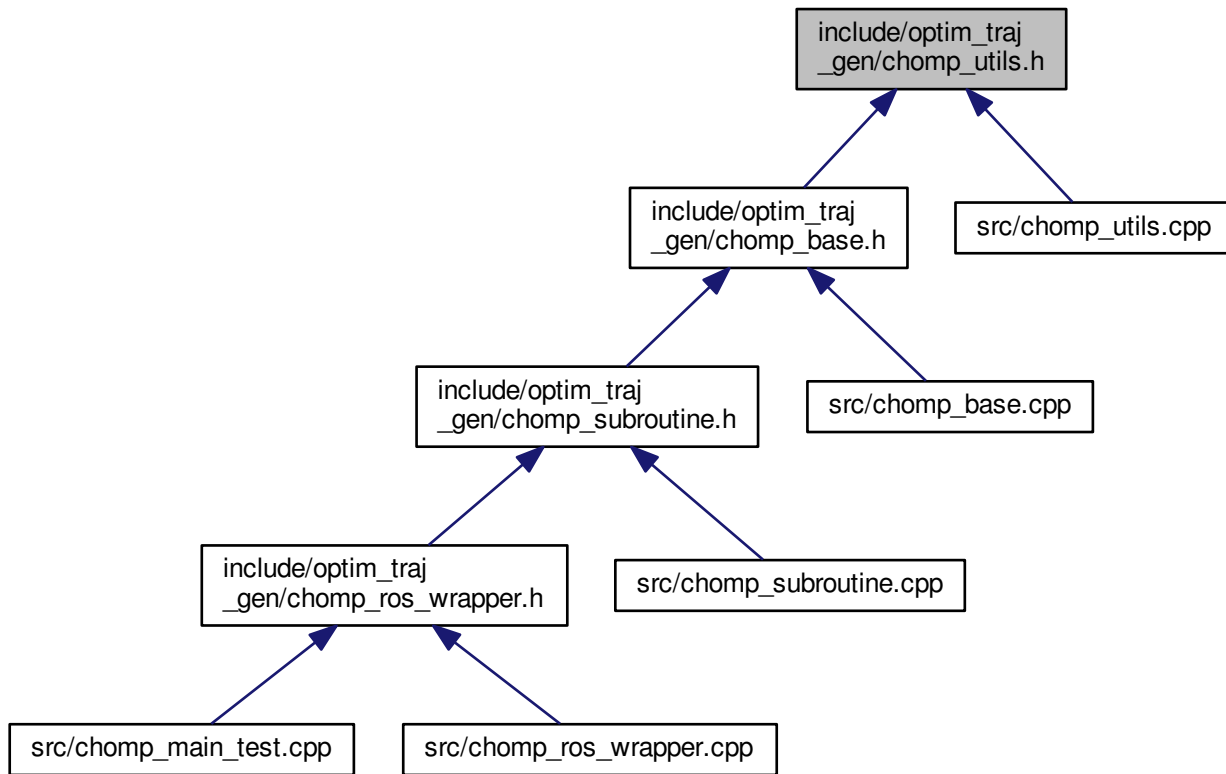 include/optim_traj
_gen/chomp_utils.h
include/optim_traj
_gen/chomp_base.h
src/chomp_utils.cpp
include/optim_traj
_gen/chomp_subroutine.h
src/chomp_base.cpp
include/optim_traj
_gen/chomp_ros_wrapper.h
src/chomp_subroutine.cpp
src/chomp_main_test.cpp
src/chomp_ros_wrapper.cpp